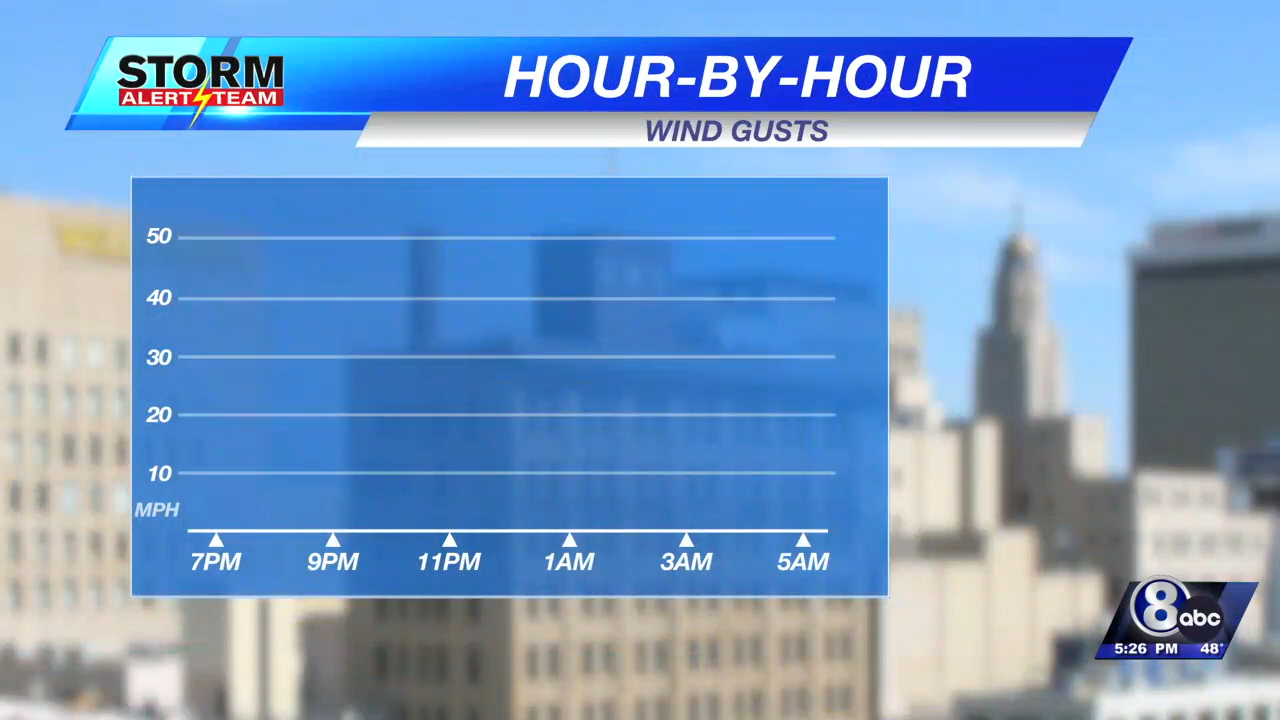 STORM
ALERT TEAM
HOUR-BY-HOUR
WIND GUSTS
50
40
30
20
10
MPH
7PM 9PM 11PM 1AM 3AM 5AM
8 abc
5:26 PM 48°